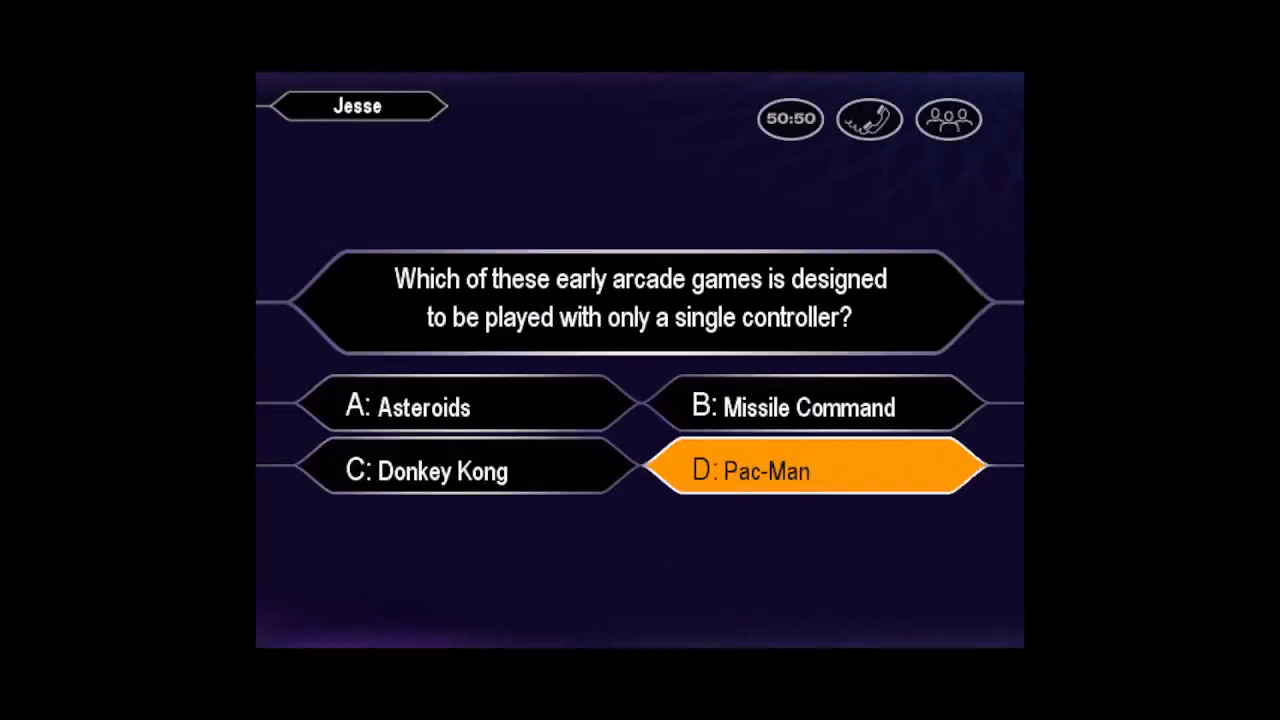 Jesse
50:50
Which of these early arcade games is designed
to be played with only a single controller?
A: Asteroids
B: Missile Command
C: Donkey Kong
D: Pac-Man